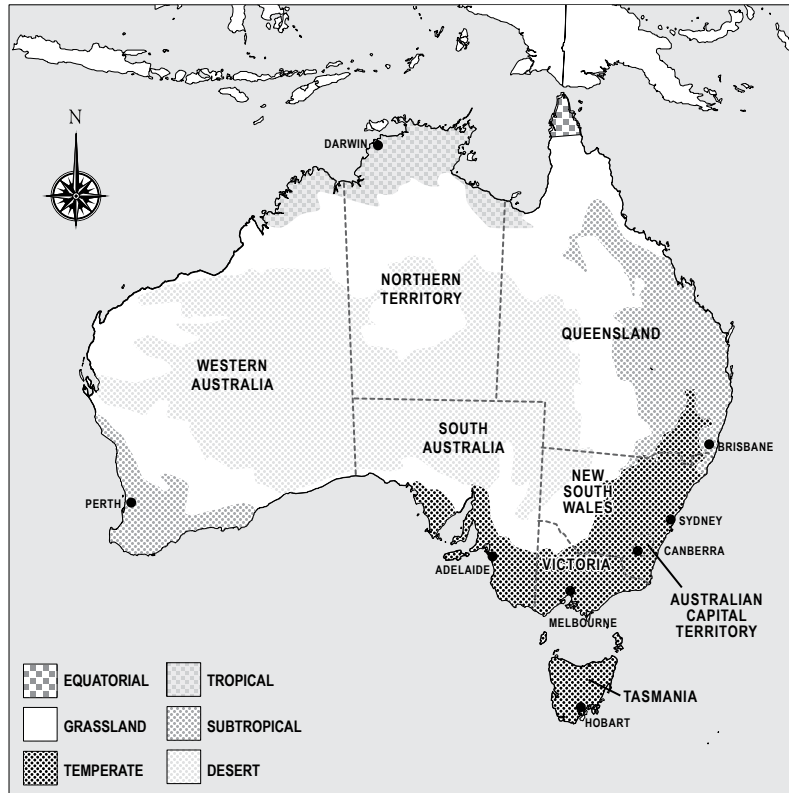 N
DARWIN
NORTHERN
TERRITORY
QUEENSLAND
WESTERN
AUSTRALIA
SOUTH
AUSTRALIA
BRISBANE
NEW
SOUTH
WALES
PERTH
SYDNEY
CANBERRA
ADELAIDE
VICTORIA
AUSTRALIAN
CAPITAL
TERRITORY
MELBOURNE
TASMANIA
HOBART
EQUATORIAL
TROPICAL
GRASSLAND
SUBTROPICAL
TEMPERATE
DESERT